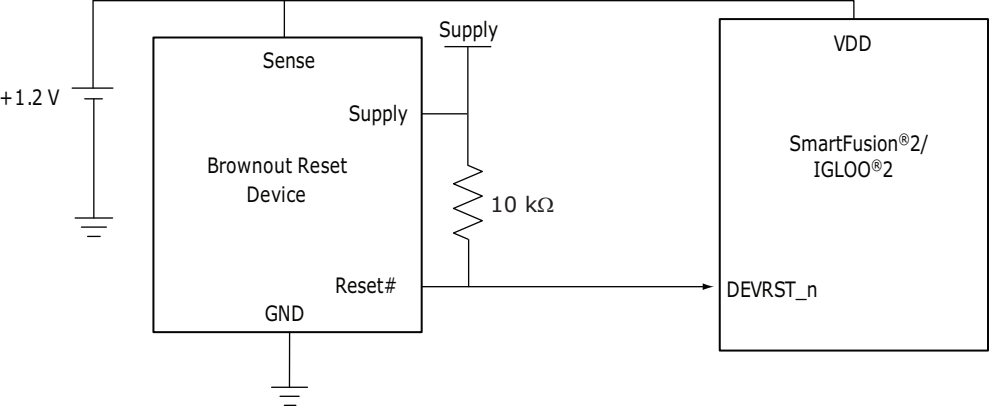 Supply
Sense
VDD
+1.2 V
Supply
SmartFusion®2/
IGLOO®2
Brownout Reset
Device
10 kΩ
Reset#
DEVRST_n
GND